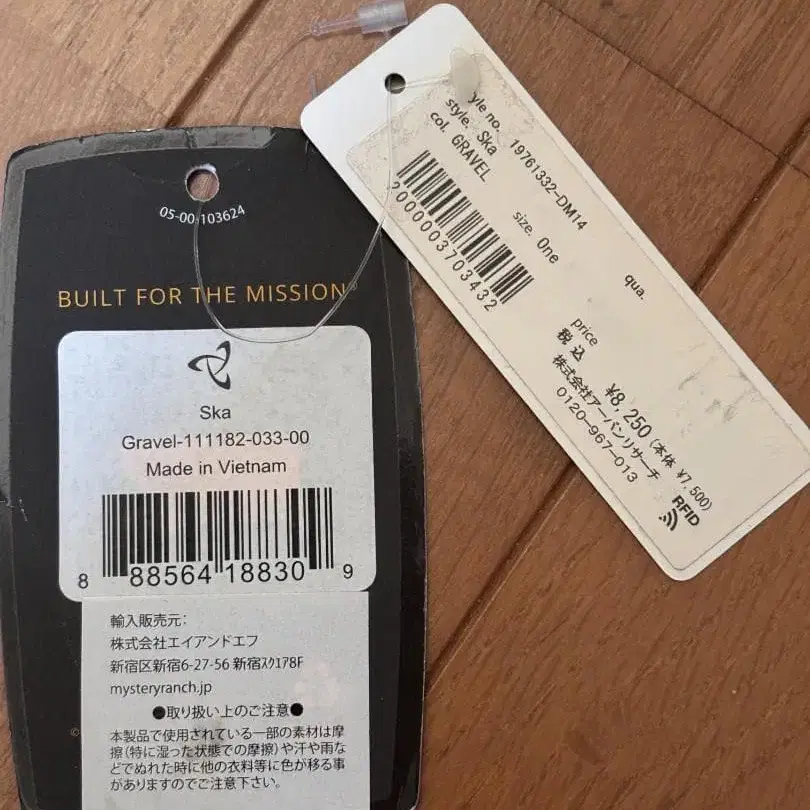 05-00-103624
BUILT FOR THE MISSION®
Ska
Gravel-111182-033-00
Made in Vietnam
8 88564 18830 9
輸入販売元:
株式会社エイアンドエフ
新宿区新宿6-27-56 新宿ｽｸｴｱ8F
mysteryranch.jp
●取り扱い上のご注意●
本製品で使用されている一部の素材は摩
擦(特に湿った状態での摩擦)や汗や雨な
どでぬれた時に他の衣料等に色が移る事
がありますのでご注意下さい。
©
yle no. 19761332-DM14
style. Ska
col. GRAVEL
2000003703432
size. One
qua.
price
税込 ¥8,250 (本体 ¥7,500)
株式会社アーバンリサーチ
0120-967-013
RFID